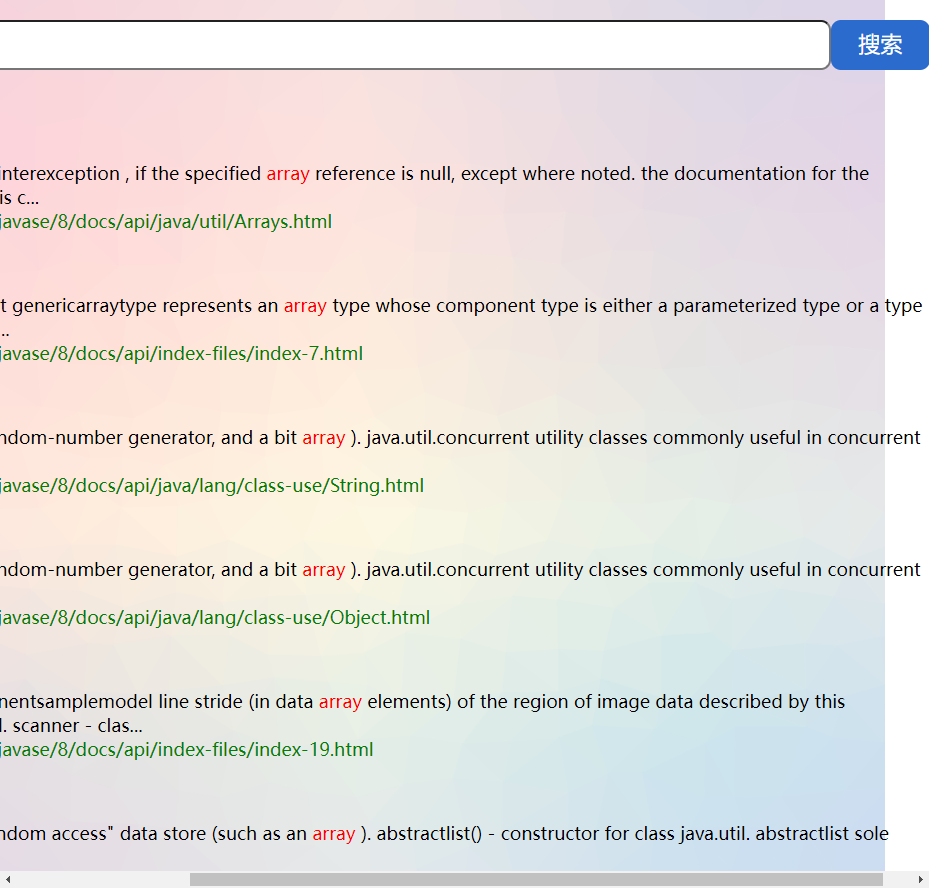 搜索
interexception , if the specified array reference is null, except where noted. the documentation for the
is c...
javase/8/docs/api/java/util/Arrays.html
t genericarraytype represents an array type whose component type is either a parameterized type or a type
..
javase/8/docs/api/index-files/index-7.html
ndom-number generator, and a bit array ). java.util.concurrent utility classes commonly useful in concurrent
javase/8/docs/api/java/lang/class-use/String.html
ndom-number generator, and a bit array ). java.util.concurrent utility classes commonly useful in concurrent
javase/8/docs/api/java/lang/class-use/Object.html
nentsamplemodel line stride (in data array elements) of the region of image data described by this
l. scanner - clas...
javase/8/docs/api/index-files/index-19.html
ndom access" data store (such as an array ). abstractlist() - constructor for class java.util. abstractlist sole